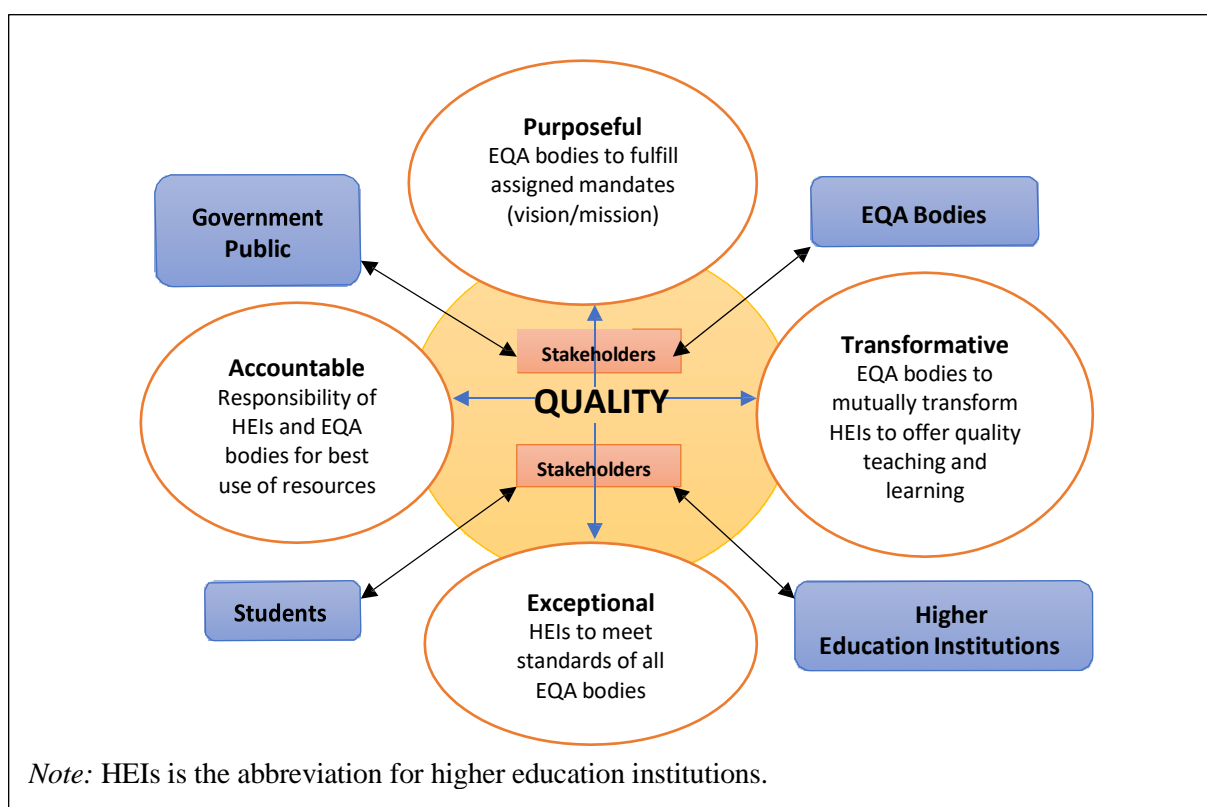 Purposeful
EQA bodies to fulfill
assigned mandates
(vision/mission)
Government
Public
EQA Bodies
Stakeholders
Accountable
Responsibility of
HEIs and EQA
bodies for best
use of resources
QUALITY
Transformative
EQA bodies to
mutually transform
HEIs to offer quality
teaching and
learning
Stakeholders
Students
Exceptional
HEIs to meet
standards of all
EQA bodies
Higher
Education Institutions
Note: HEIs is the abbreviation for higher education institutions.